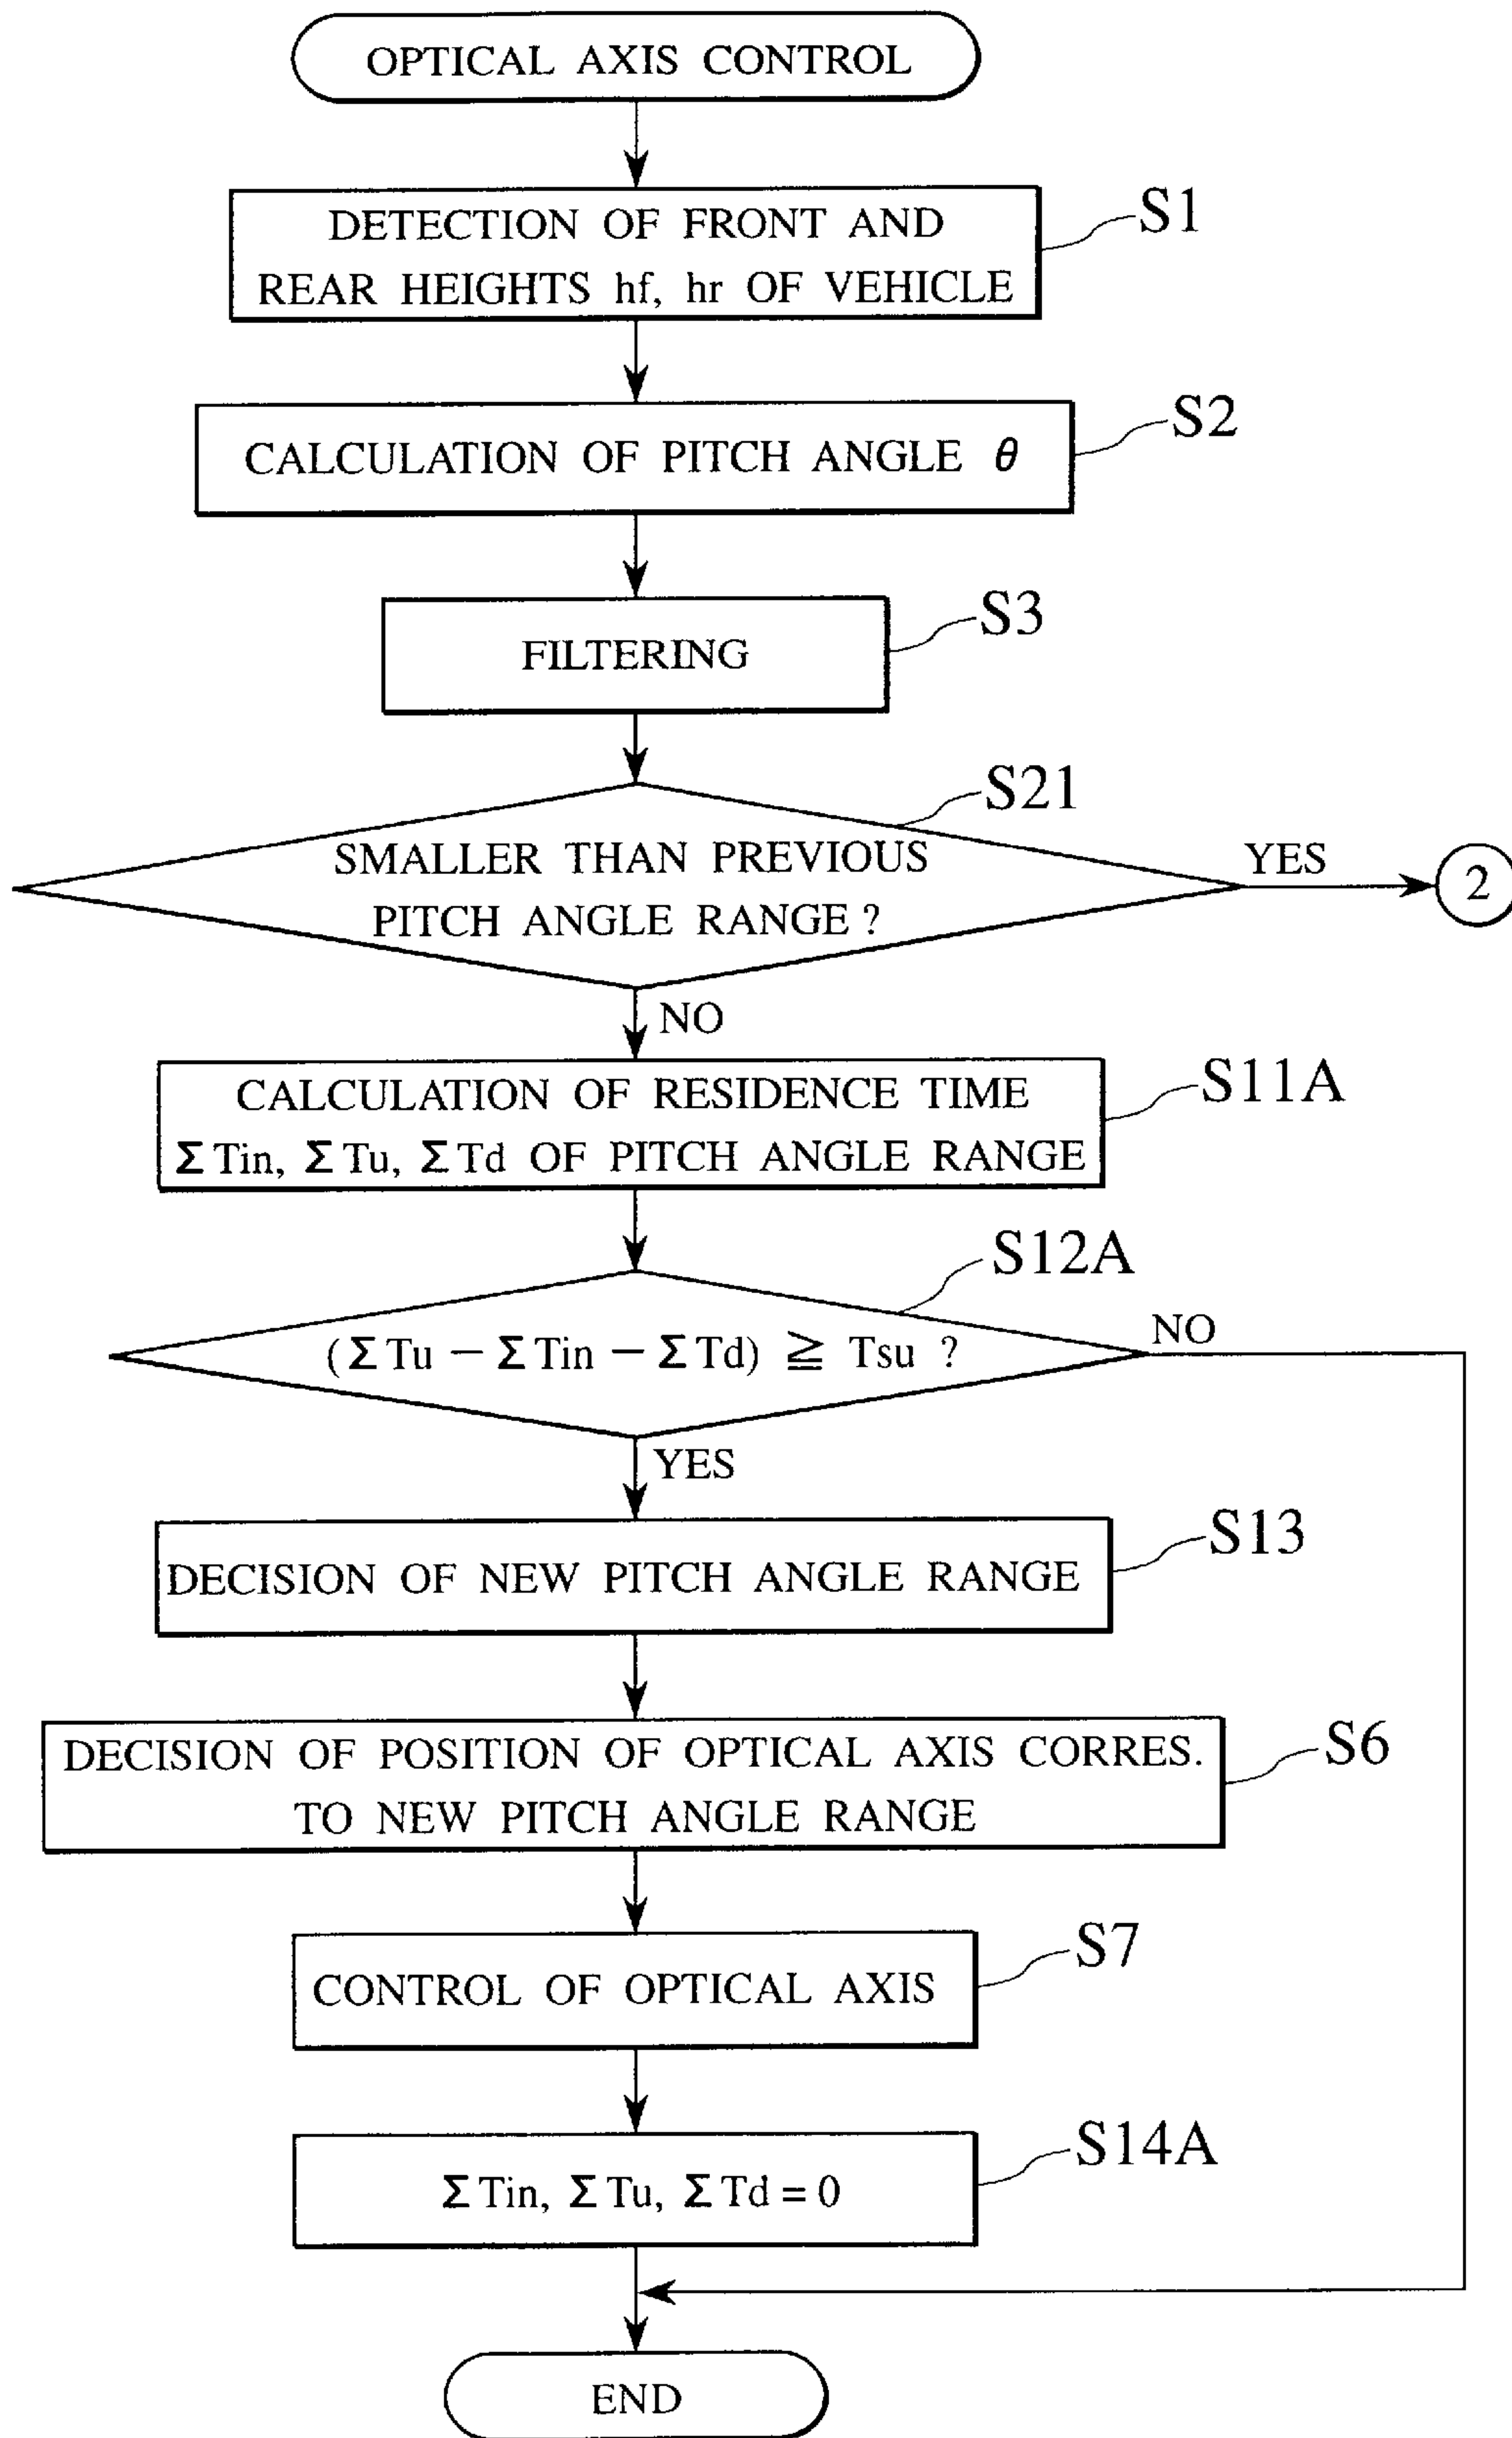 OPTICAL AXIS CONTROL
DETECTION OF FRONT AND
REAR HEIGHTS hf, hr OF VEHICLE
S1
CALCULATION OF PITCH ANGLE θ
S2
FILTERING
S3
S21
SMALLER THAN PREVIOUS
PITCH ANGLE RANGE ?
YES
2
NO
CALCULATION OF RESIDENCE TIME
ΣTin, ΣTu, ΣTd OF PITCH ANGLE RANGE
S11A
S12A
(ΣTu − ΣTin − ΣTd) ≧ Tsu ?
NO
YES
DECISION OF NEW PITCH ANGLE RANGE
S13
DECISION OF POSITION OF OPTICAL AXIS CORRES.
TO NEW PITCH ANGLE RANGE
S6
CONTROL OF OPTICAL AXIS
S7
ΣTin, ΣTu, ΣTd = 0
S14A
END